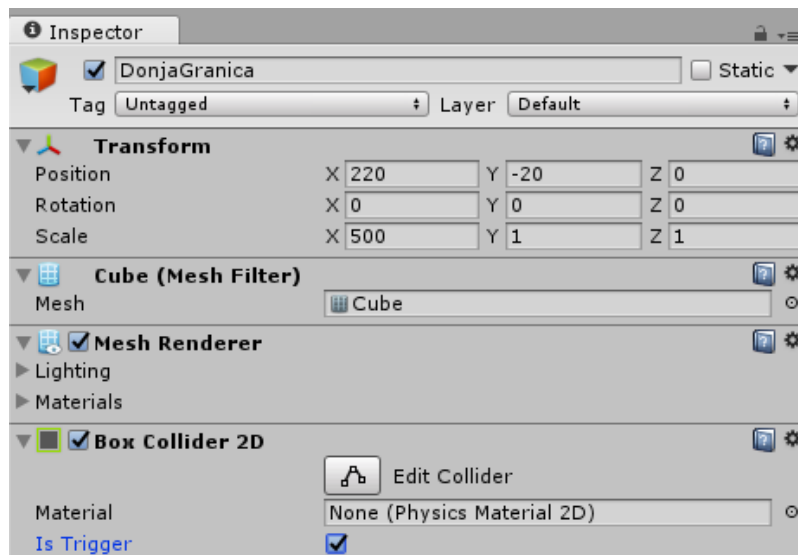 Inspector
DonjaGranica Static
Tag Untagged Layer Default
Transform
Position X 220 Y -20 Z 0
Rotation X 0 Y 0 Z 0
Scale X 500 Y 1 Z 1
Cube (Mesh Filter)
Mesh Cube
Mesh Renderer
Lighting
Materials
Box Collider 2D
Edit Collider
Material None (Physics Material 2D)
Is Trigger